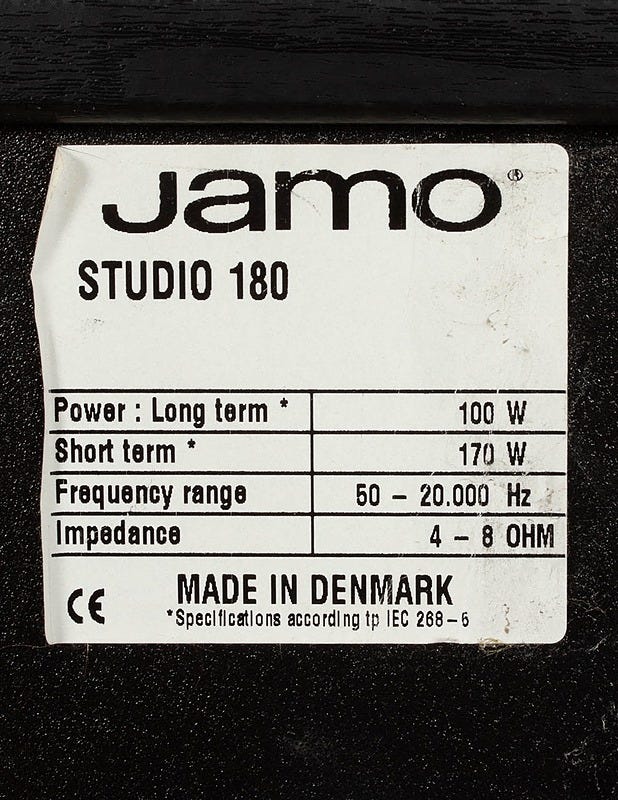 Jamo®
STUDIO 180
Power : Long term * 100 W
Short term * 170 W
Frequency range 50 – 20.000 Hz
Impedance 4 – 8 OHM
CE MADE IN DENMARK
*Specifications according tp IEC 268–5